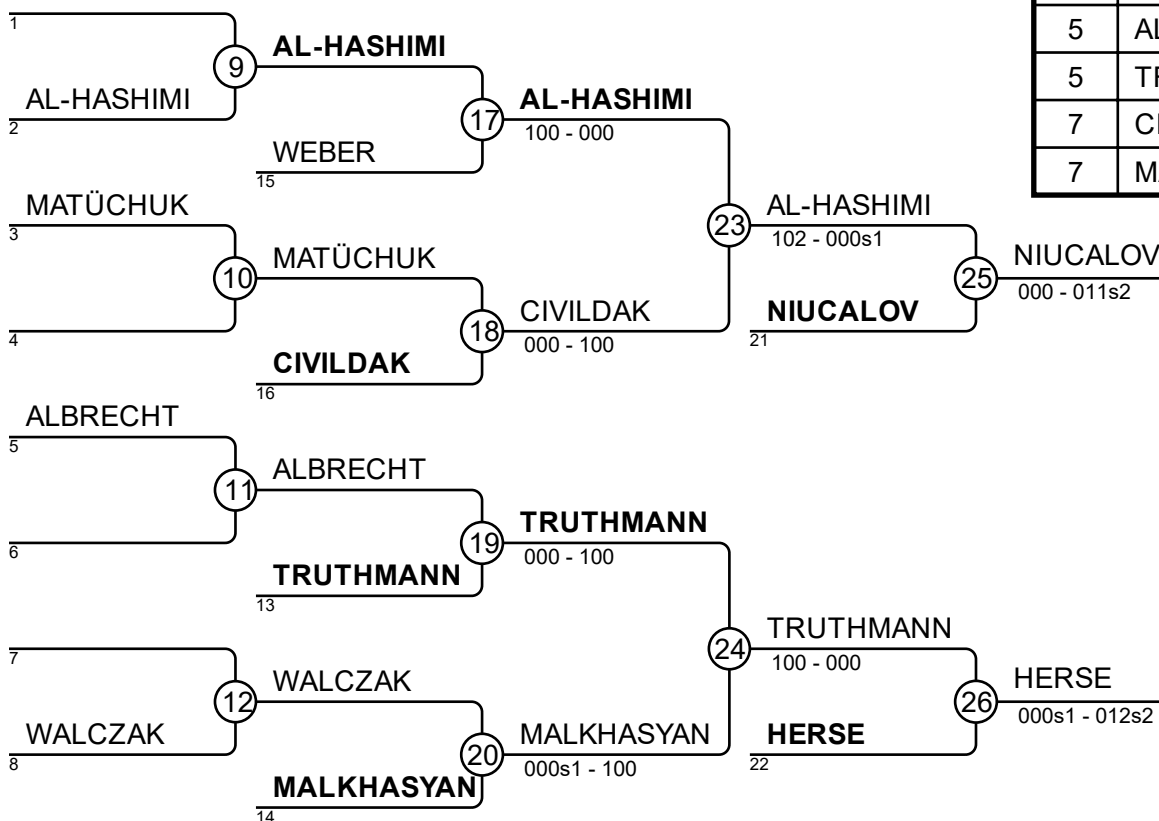 1
9
AL-HASHIMI
AL-HASHIMI
2
17
AL-HASHIMI
100 - 000
WEBER
15
MATÜCHUK
3
23
AL-HASHIMI
102 - 000s1
10
MATÜCHUK
25
NIUCALOV
000 - 011s2
4
18
CIVILDAK
000 - 100
NIUCALOV
21
CIVILDAK
16
ALBRECHT
5
11
ALBRECHT
6
19
TRUTHMANN
000 - 100
TRUTHMANN
13
7
24
TRUTHMANN
100 - 000
12
WALCZAK
26
HERSE
000s1 - 012s2
WALCZAK
8
20
MALKHASYAN
000s1 - 100
HERSE
22
MALKHASYAN
14
5 AL
5
7
7